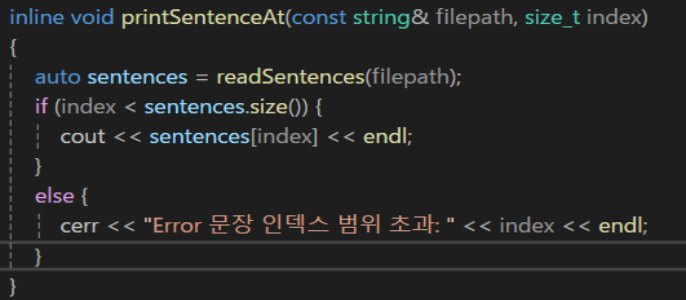 inline void printSentenceAt(const string& filepath, size_t index)
{
auto sentences = readSentences(filepath);
if (index < sentences.size()) {
cout << sentences[index] << endl;
}
else {
cerr << "Error 문장 인덱스 범위 초과: " << index << endl;
}
}